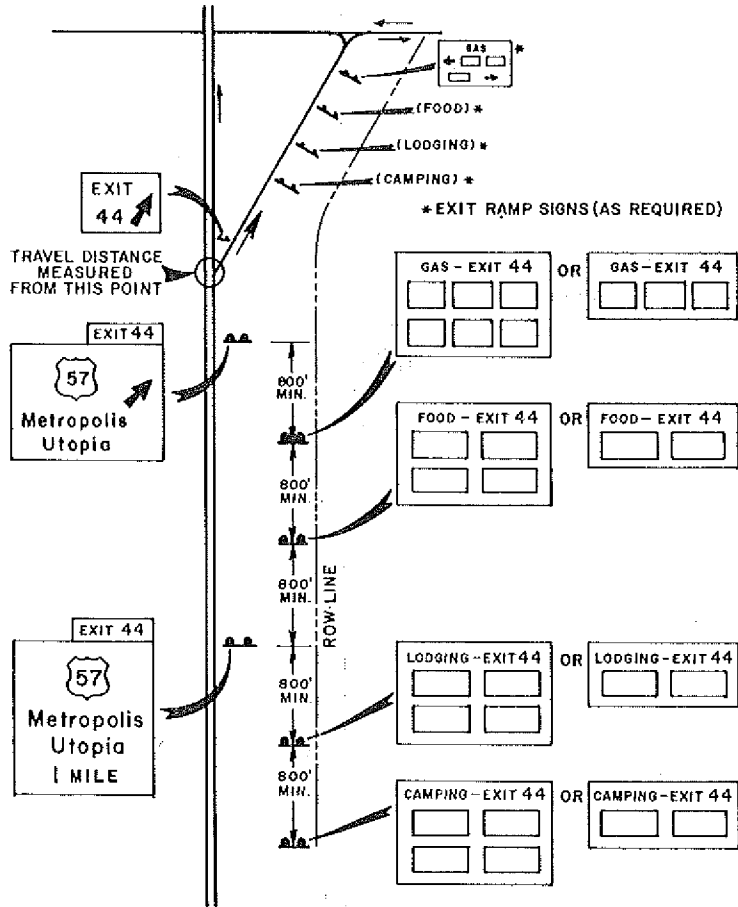 GAS *
(FOOD) *
(LODGING) *
(CAMPING) *
* EXIT RAMP SIGNS (AS REQUIRED)
EXIT
44
TRAVEL DISTANCE
MEASURED
FROM THIS POINT
EXIT 44
57
Metropolis
Utopia
GAS - EXIT 44 OR GAS - EXIT 44
800'
MIN.
FOOD - EXIT 44 OR FOOD - EXIT 44
800'
MIN.
800'
MIN.
ROW LINE
EXIT 44
57
Metropolis
Utopia
1 MILE
LODGING - EXIT 44 OR LODGING - EXIT 44
800'
MIN.
800'
MIN.
CAMPING - EXIT 44 OR CAMPING - EXIT 44